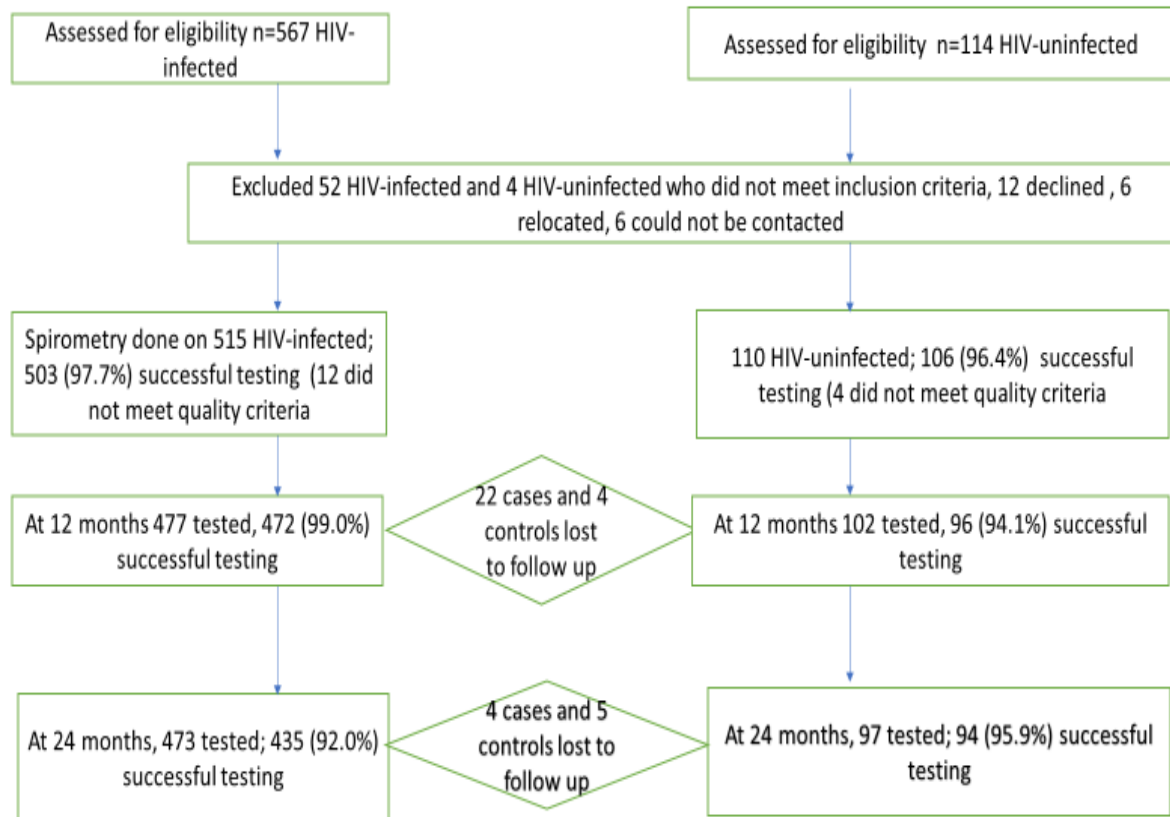 Assessed for eligibility n=567 HIV-
infected
Assessed for eligibility n=114 HIV-uninfected
Excluded 52 HIV-infected and 4 HIV-uninfected who did not meet inclusion criteria, 12 declined , 6
relocated, 6 could not be contacted
Spirometry done on 515 HIV-infected;
503 (97.7%) successful testing (12 did
not meet quality criteria
110 HIV-uninfected; 106 (96.4%) successful
testing (4 did not meet quality criteria
At 12 months 477 tested, 472 (99.0%)
successful testing
22 cases and 4
controls lost
to follow up
At 12 months 102 tested, 96 (94.1%) successful
testing
At 24 months, 473 tested; 435 (92.0%)
successful testing
4 cases and 5
controls lost to
follow up
At 24 months, 97 tested; 94 (95.9%) successful
testing